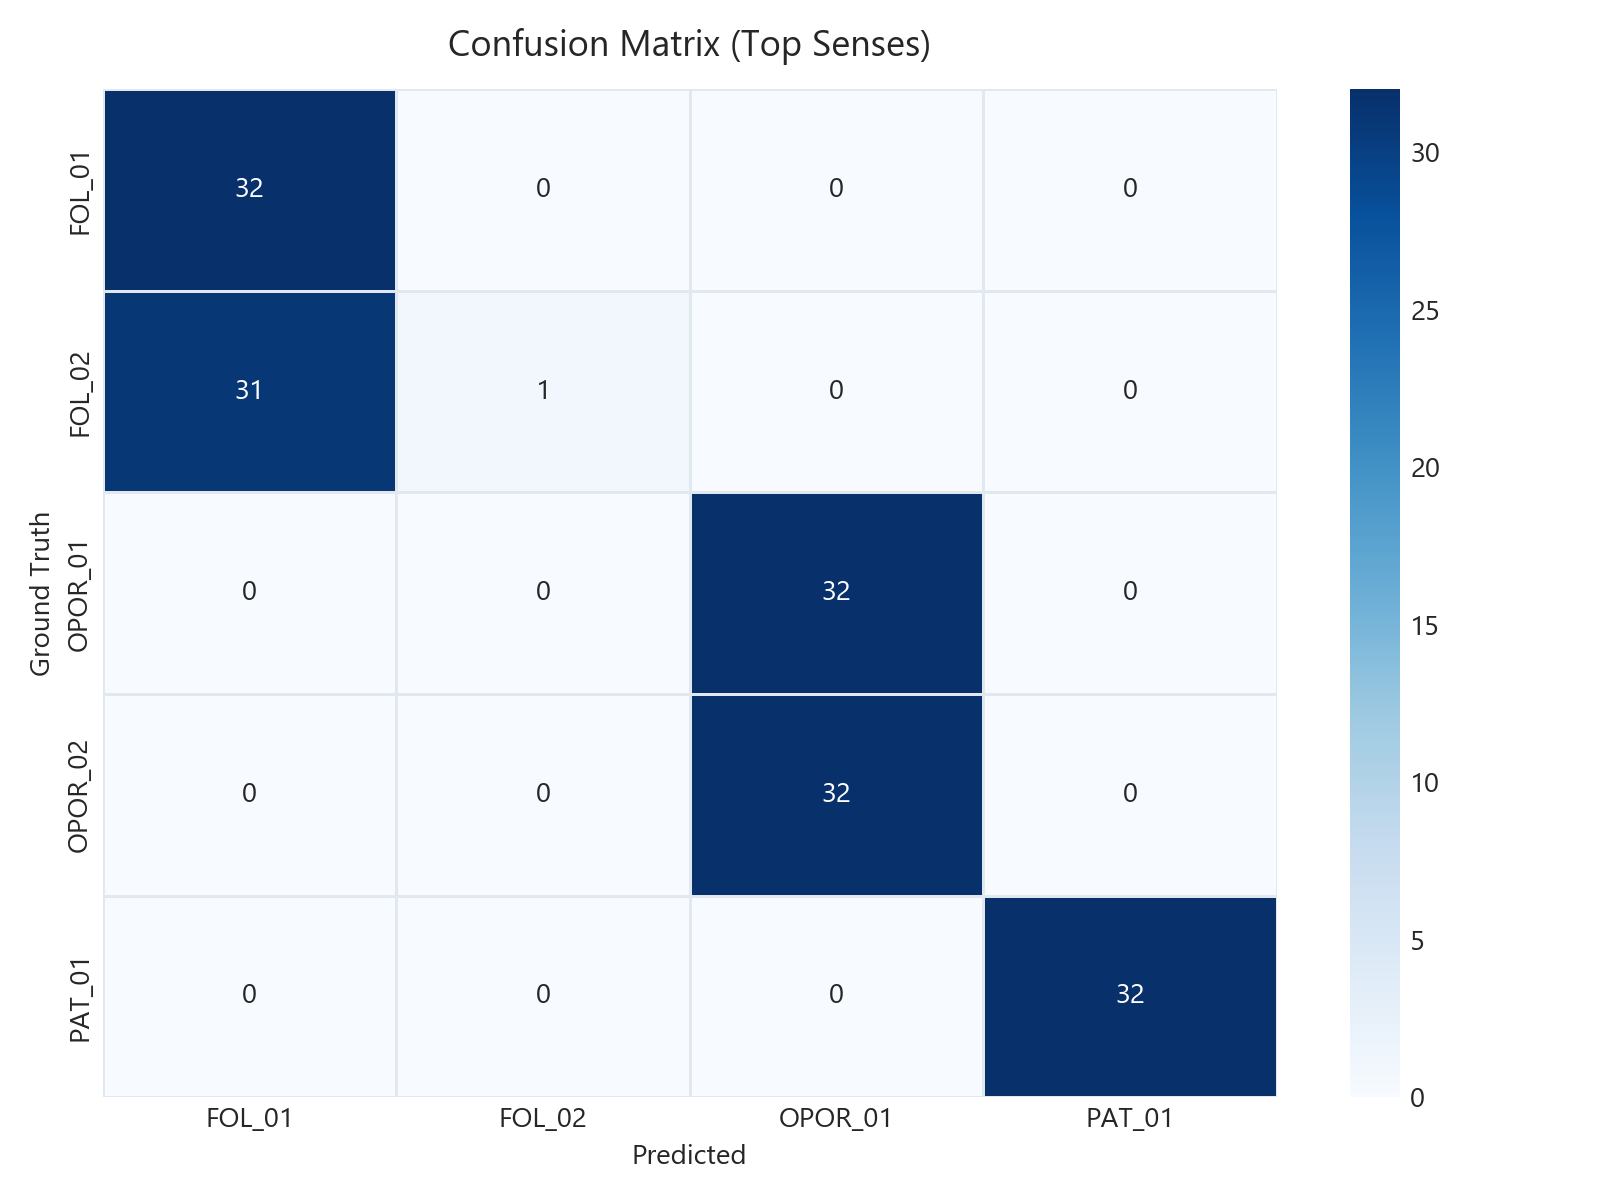 Confusion Matrix (Top Senses)
FOL_01
32 0 0 0
FOL_02
31 1 0 0
OPOR_01
0 0 32 0
OPOR_02
0 0 32 0
PAT_01
0 0 0 32
Ground Truth
FOL_01 FOL_02 OPOR_01 PAT_01
Predicted
30
25
20
15
10
5
0